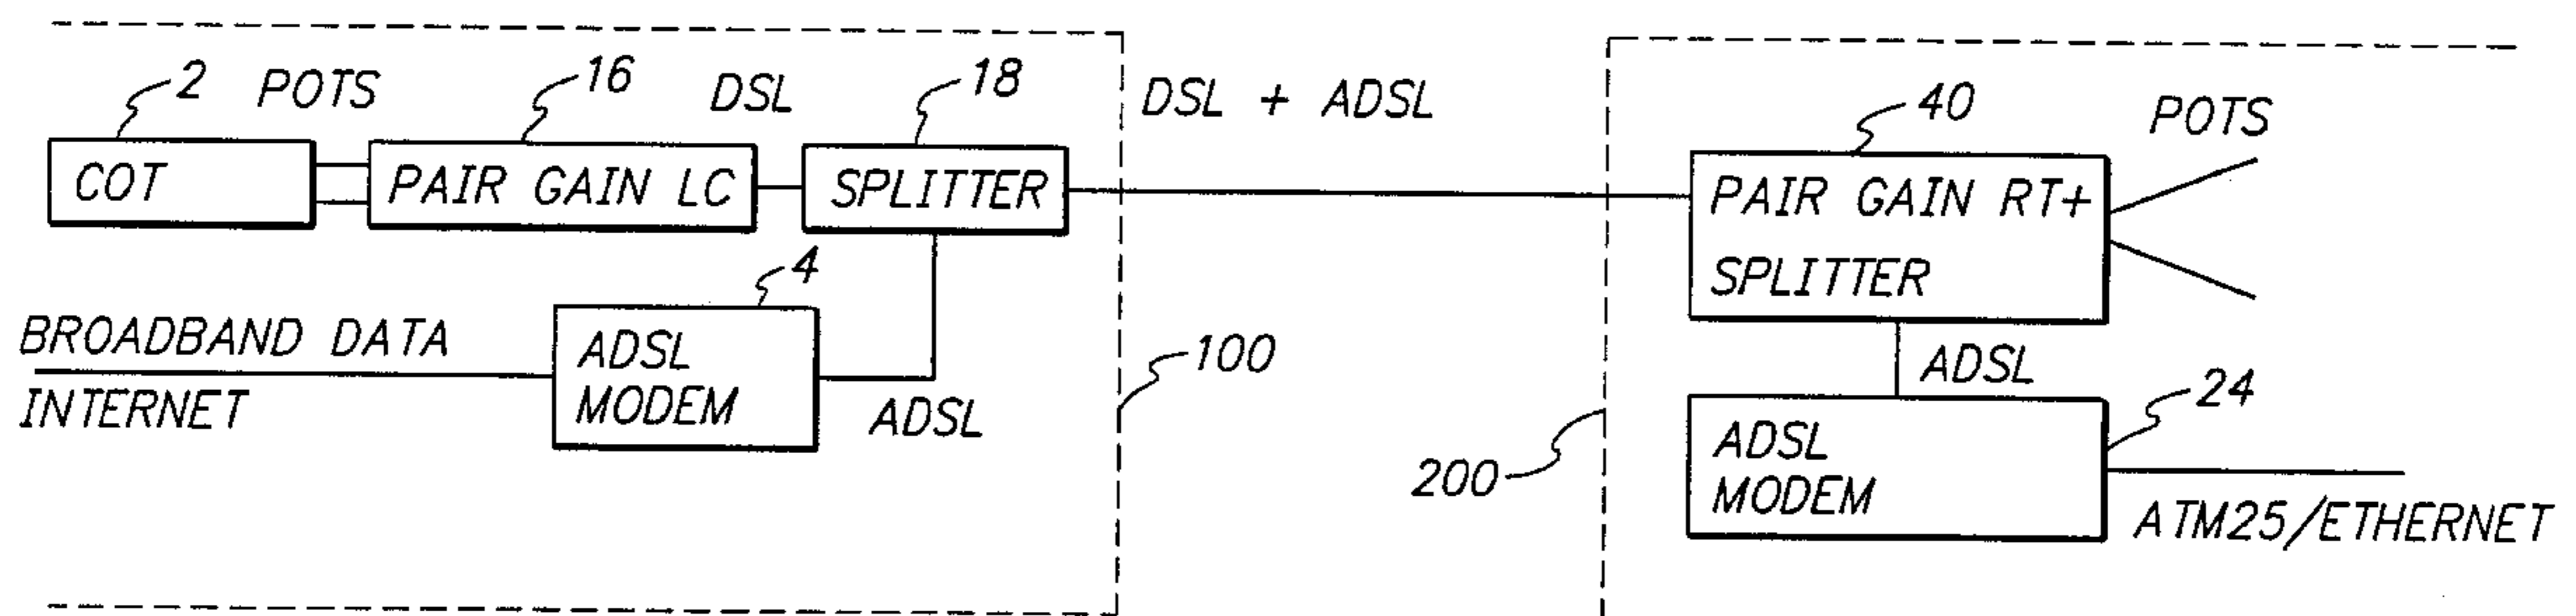 2
POTS
16
DSL
18
DSL + ADSL
40
POTS
COT
PAIR GAIN LC
SPLITTER
PAIR GAIN RT+
SPLITTER
4
BROADBAND DATA
INTERNET
ADSL
MODEM
ADSL
100
200
ADSL
24
ADSL
MODEM
ATM25/ETHERNET